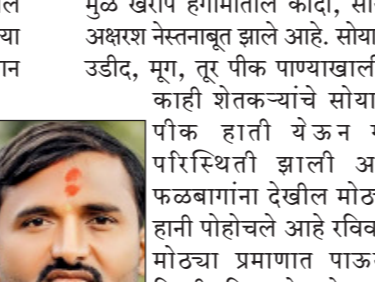 या
ान
मुळे खरीप हंगामातील कांदा,
अक्षरश नेस्तनाबूत झाले आहे. सोया
उडीद, मूग, तूर पीक पाण्याखाली
काही शेतकऱ्यांचे सोया
पीक हाती येऊन
परिस्थिती झाली अ
फळबागांना देखील मोठ
हानी पोहोचले आहे रविव
मोठ्या प्रमाणात पाऊ